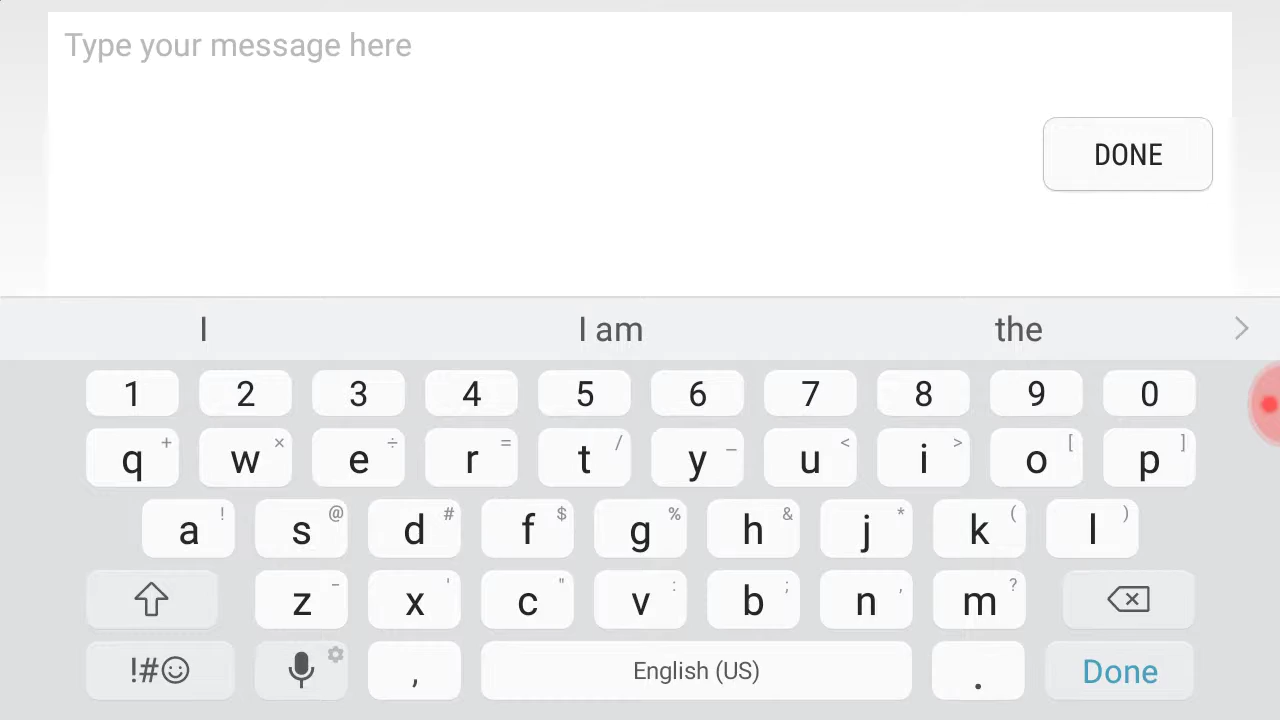 Type your message here
DONE
I I am the
1 2 3 4 5 6 7 8 9 0
q + w × e ÷ r = t / y _ u < i > o [ p ]
a ! s @ d # f $ g % h & j * k ( l )
z - x ' c " v : b ; n , m ?
!#☺ , English (US) . Done